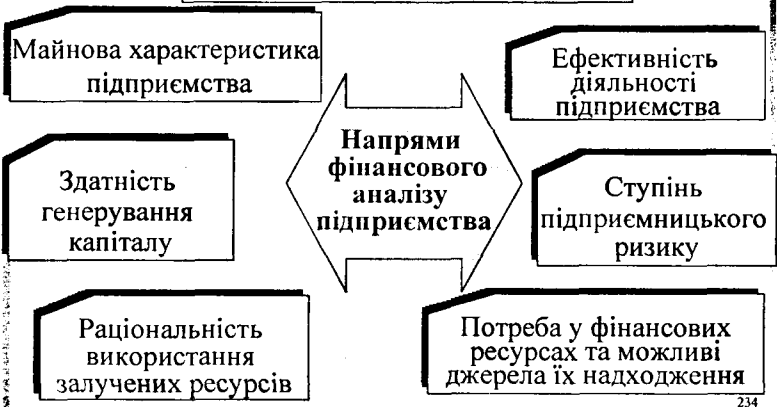 Майнова характеристика
підприємства
Ефективність
діяльності
підприємства
Напрями
фінансового
аналізу
підприємства
Здатність
генерування
капіталу
Ступінь
підприємницького
ризику
Раціональність
використання
залучених ресурсів
Потреба у фінансових
ресурсах та можливі
джерела їх надходження
234